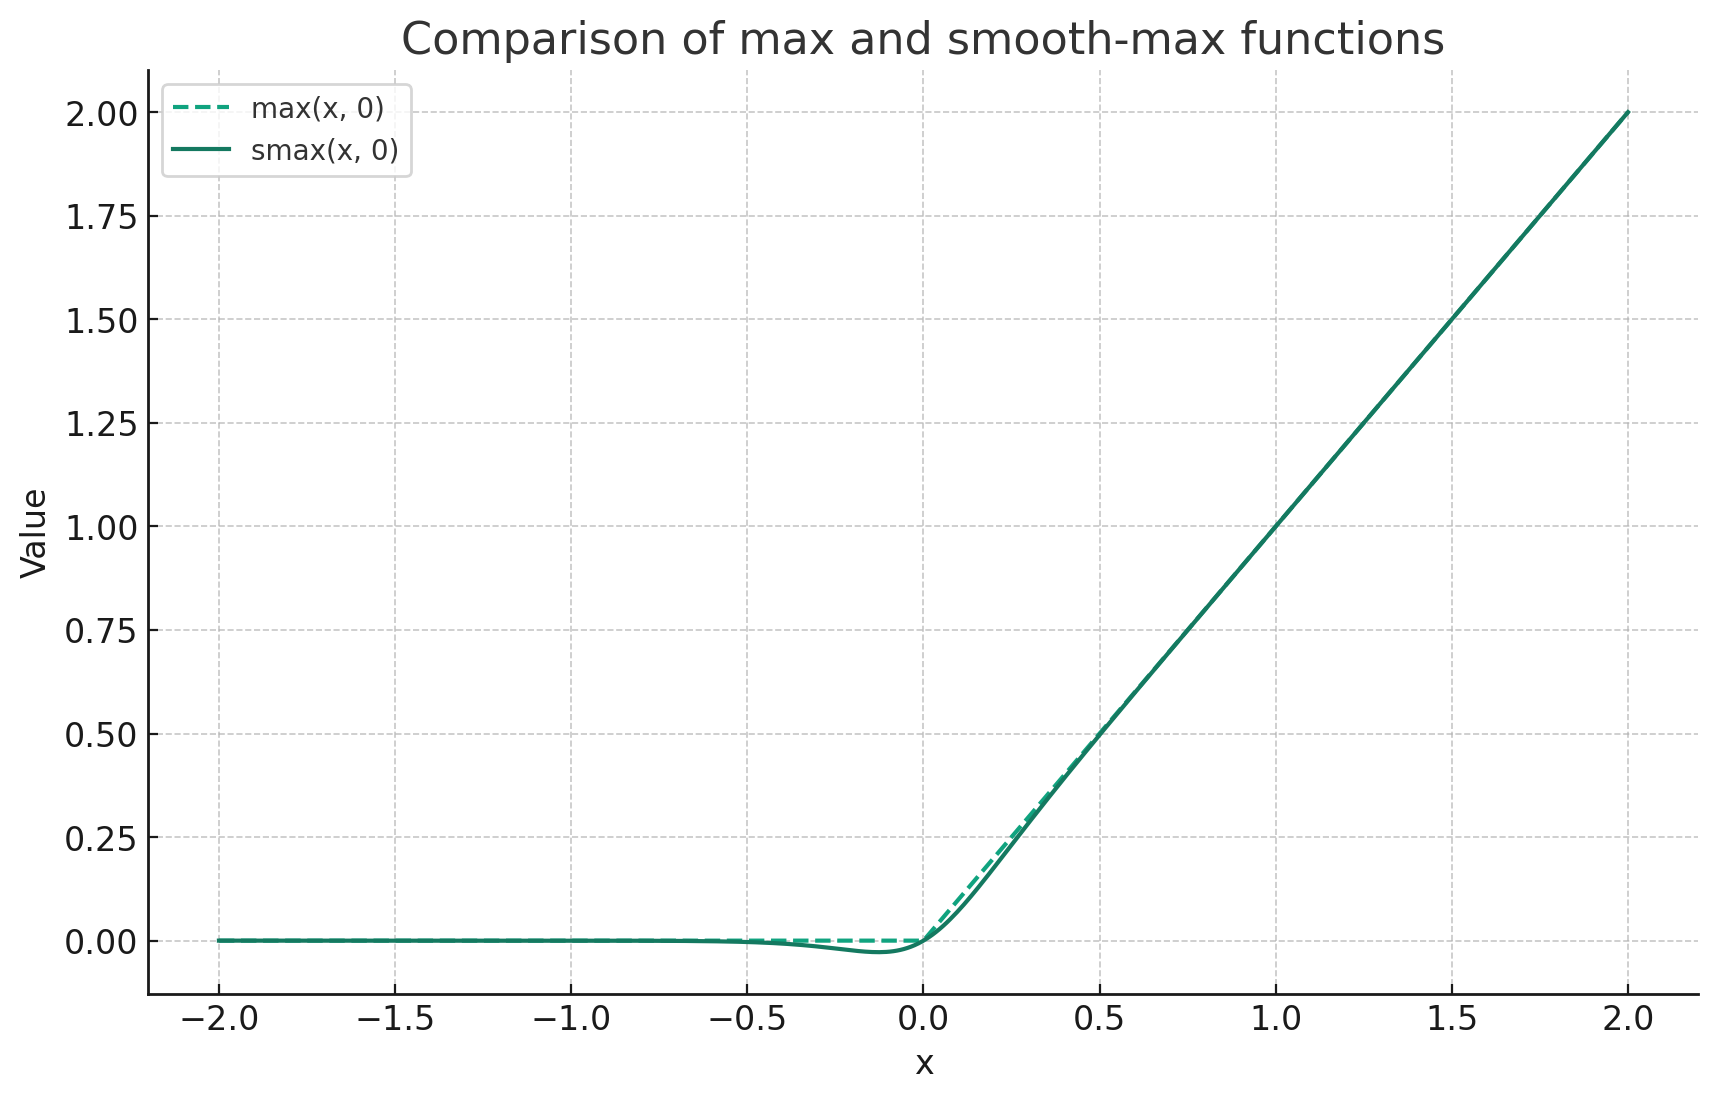 Comparison of max and smooth-max functions
max(x, 0)
smax(x, 0)
2.00
1.75
1.50
1.25
1.00
0.75
0.50
0.25
0.00
Value
−2.0 −1.5 −1.0 −0.5 0.0 0.5 1.0 1.5 2.0
x